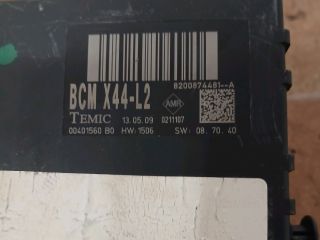 8200874481--A
BCM X44-L2
AMR
TEMIC 13.05.09 0211107
00401560 B0 HW:1506 SW: 08.70.40